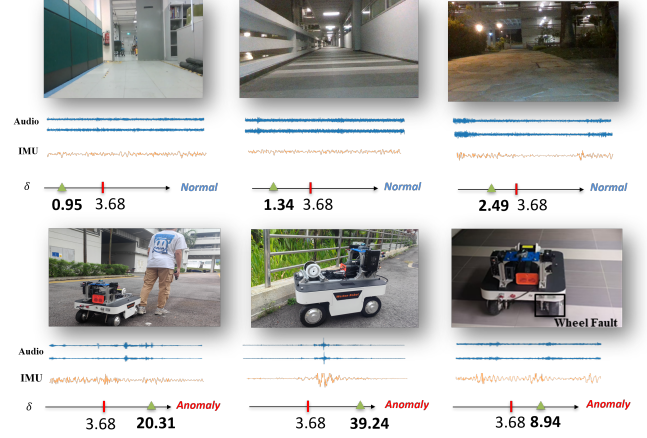 Audio
IMU
δ Normal Normal Normal
0.95 3.68 1.34 3.68 2.49 3.68
Wheel Fault
Audio
IMU
δ Anomaly Anomaly Anomaly
3.68 20.31 3.68 39.24 3.68 8.94